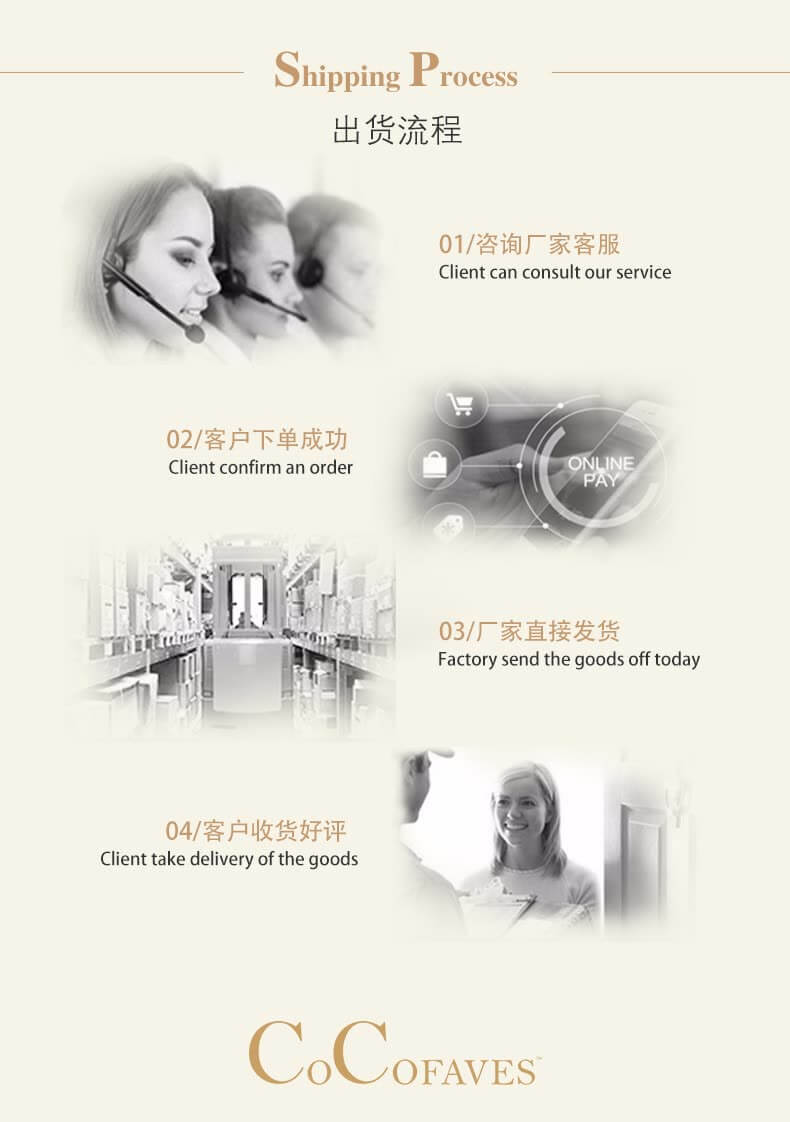 Shipping Process
出货流程
01/咨询厂家客服
Client can consult our service
02/客户下单成功
Client confirm an order
ONLINE
PAY
03/厂家直接发货
Factory send the goods off today
04/客户收货好评
Client take delivery of the goods
COCOFAVES™